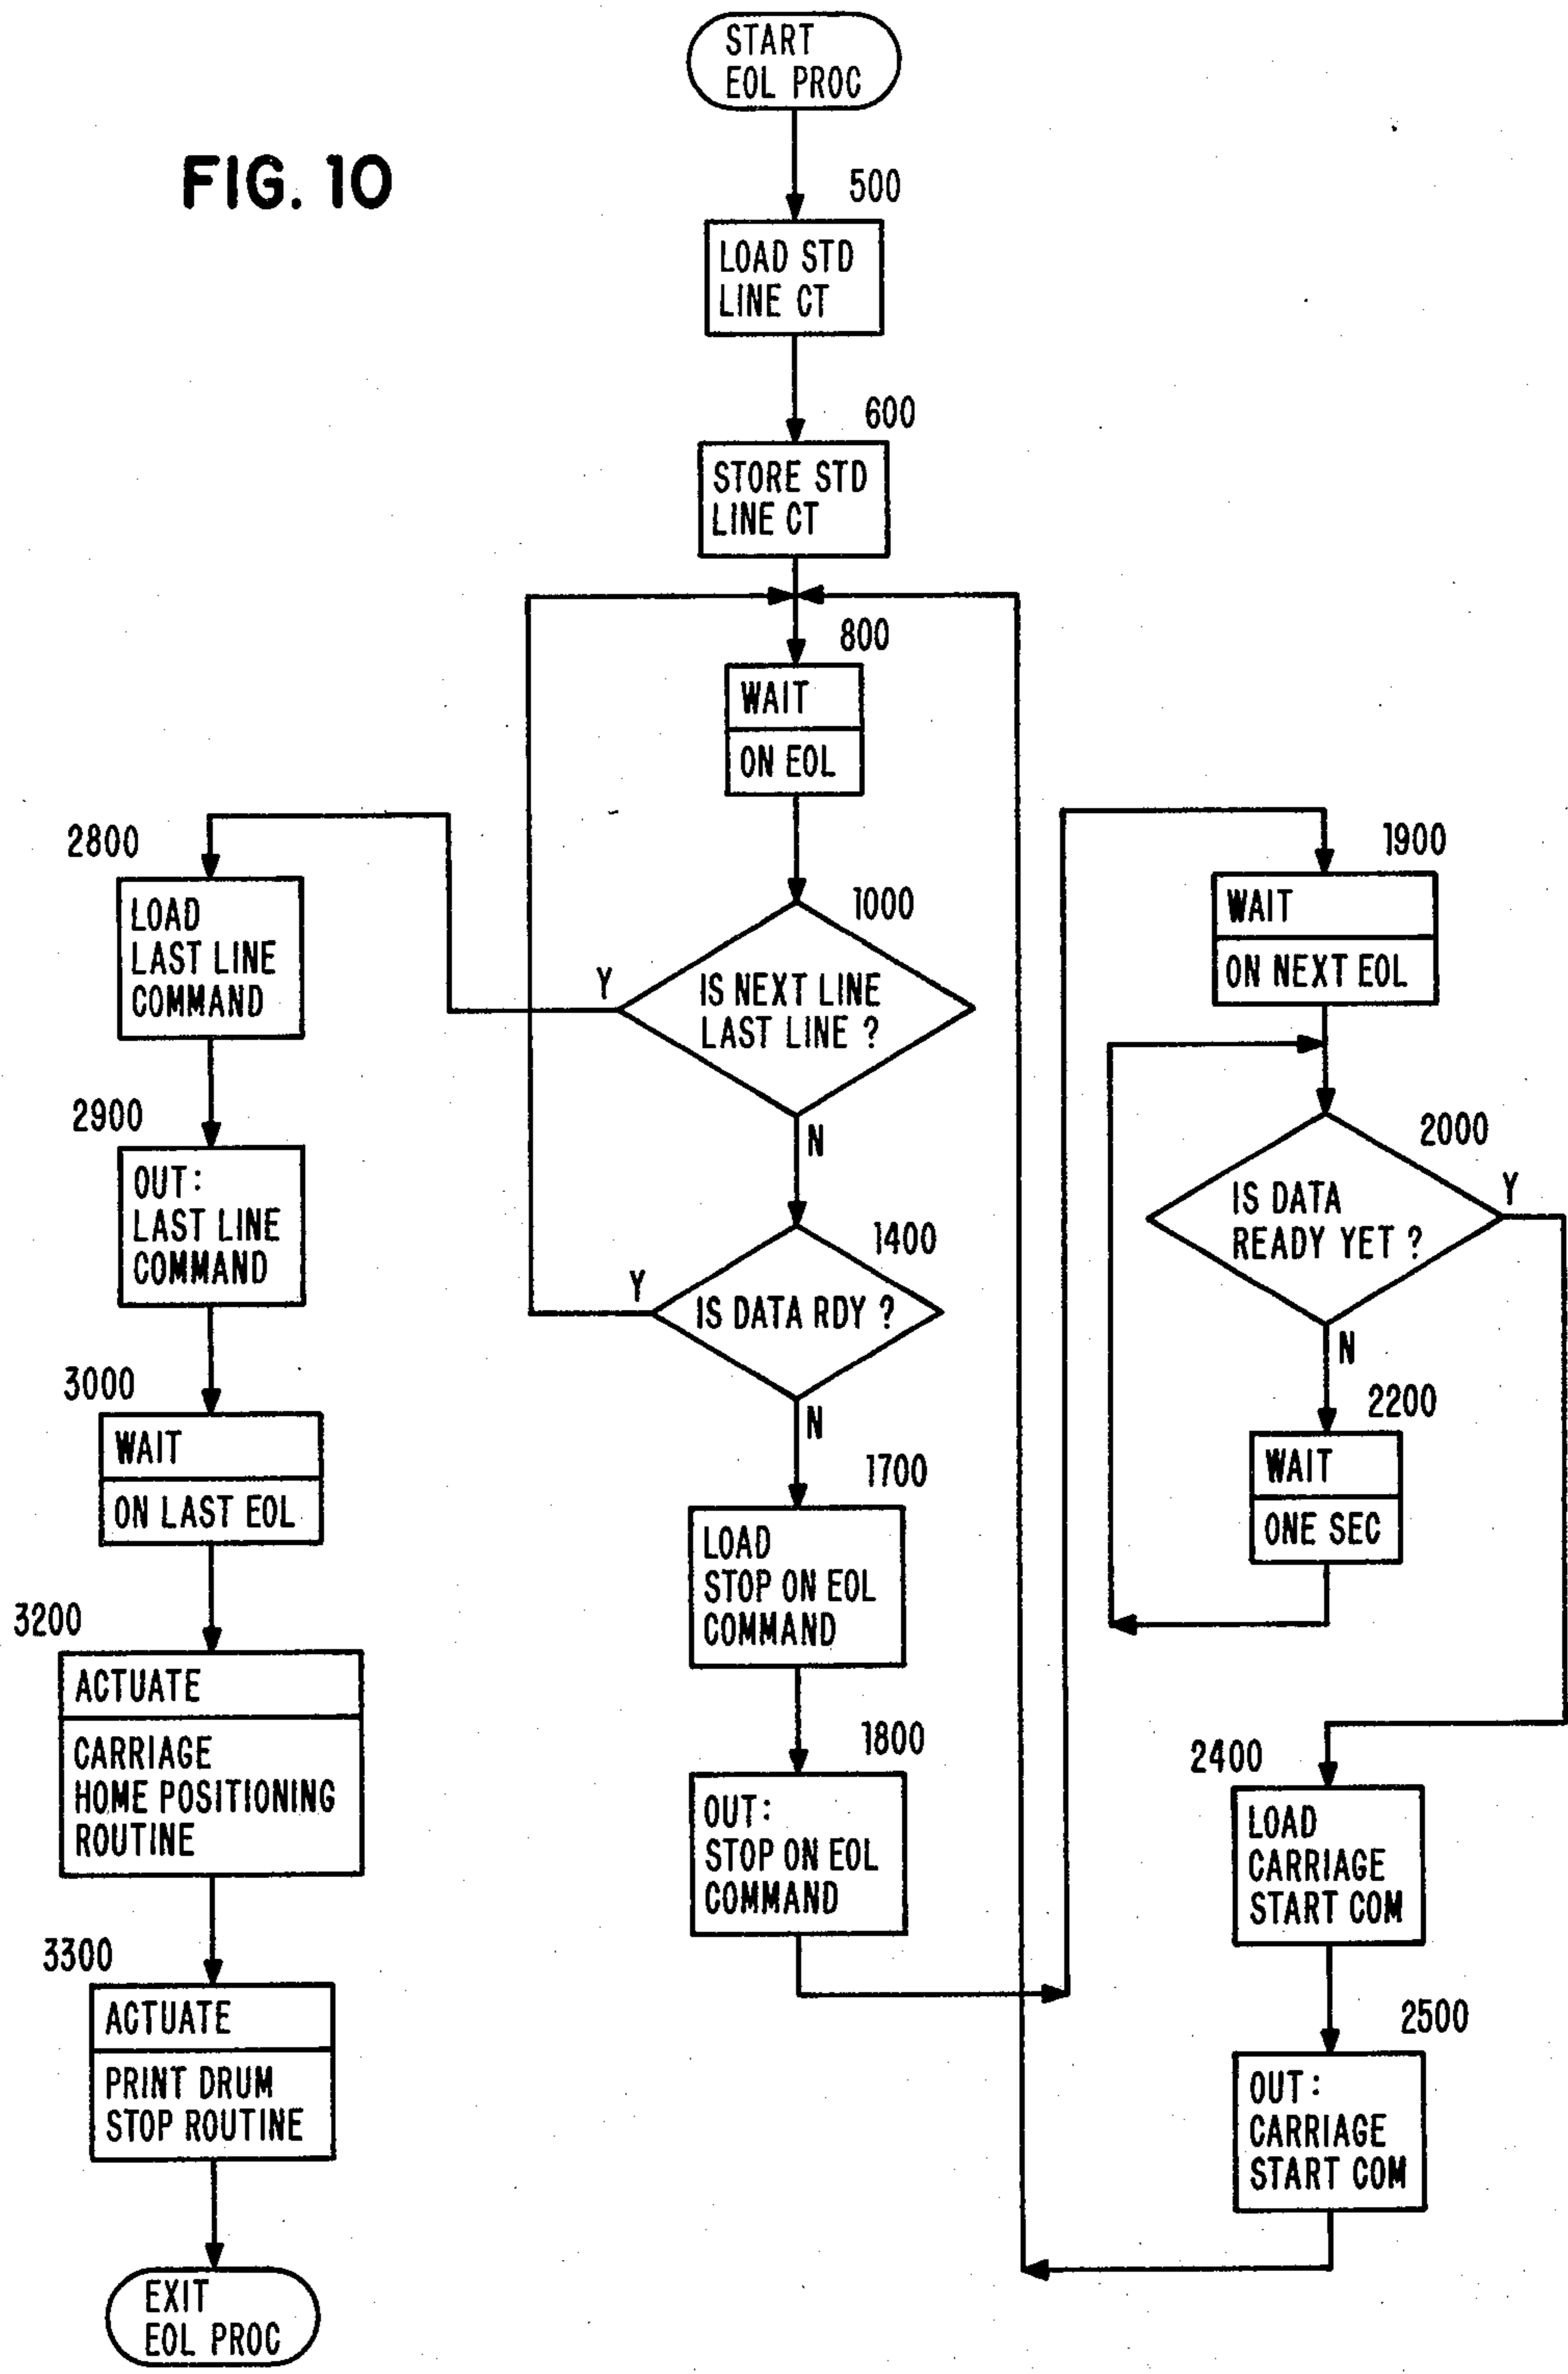 FIG. 10
START
EOL PROC
500
LOAD STD
LINE CT
600
STORE STD
LINE CT
800
WAIT
ON EOL
1000
IS NEXT LINE
LAST LINE ?
Y
N
1400
IS DATA RDY ?
Y
N
1700
LOAD
STOP ON EOL
COMMAND
1800
OUT:
STOP ON EOL
COMMAND
1900
WAIT
ON NEXT EOL
2000
IS DATA
READY YET ?
Y
N
2200
WAIT
ONE SEC
2400
LOAD
CARRIAGE
START COM
2500
OUT:
CARRIAGE
START COM
2800
LOAD
LAST LINE
COMMAND
2900
OUT:
LAST LINE
COMMAND
3000
WAIT
ON LAST EOL
3200
ACTUATE
CARRIAGE
HOME POSITIONING
ROUTINE
3300
ACTUATE
PRINT DRUM
STOP ROUTINE
EXIT
EOL PROC